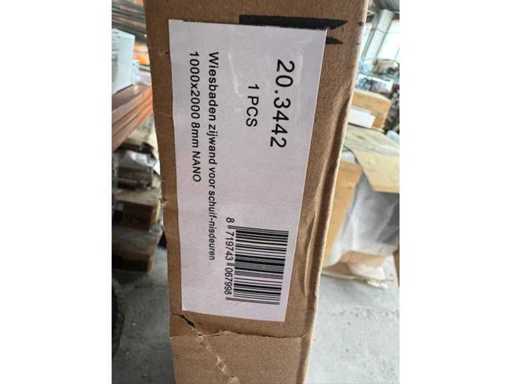 20.3442
1 PCS
Wiesbaden zijwand voor schuif-nisdeuren
1000x2000 8mm NANO
8 719743 067998